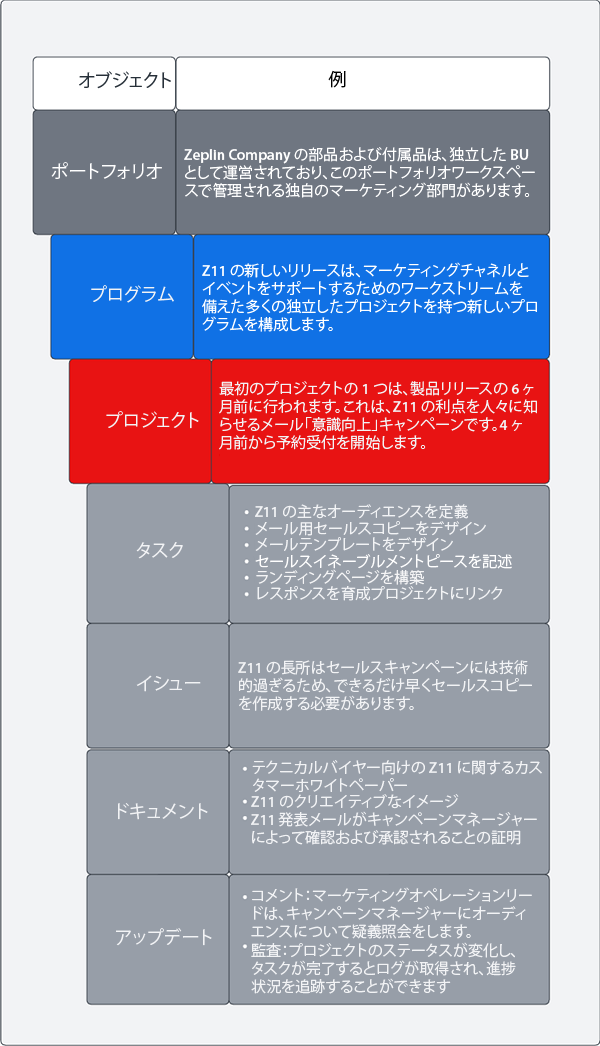 オブジェクト
例
ポートフォリオ
Zeplin Company の部品および付属品は、独立した BU
として運営されており、このポートフォリオワークスペー
スで管理される独自のマーケティング部門があります。
プログラム
Z11 の新しいリリースは、マーケティングチャネルと
イベントをサポートするためのワークストリームを
備えた多くの独立したプロジェクトを持つ新しいプロ
グラムを構成します。
プロジェクト
最初のプロジェクトの 1 つは、製品リリースの 6 ヶ
月前に行われます。これは、Z11 の利点を人々に知
らせるメール「意識向上」キャンペーンです。4 ヶ
月前から予約受付を開始します。
タスク
• Z11 の主なオーディエンスを定義
• メール用セールスコピーをデザイン
• メールテンプレートをデザイン
• セールスイネーブルメントピースを記述
• ランディングページを構築
• レスポンスを育成プロジェクトにリンク
イシュー
Z11 の長所はセールスキャンペーンには技術
的過ぎるため、できるだけ早くセールスコピー
を作成する必要があります。
ドキュメント
• テクニカルバイヤー向けの Z11 に関するカス
タマーホワイトペーパー
• Z11 のクリエイティブなイメージ
• Z11 発表メールがキャンペーンマネージャー
によって確認および承認されることの証明
アップデート
• コメント：マーケティングオペレーションリー
ドは、キャンペーンマネージャーにオーディ
エンスについて疑義照会をします。
• 監査：プロジェクトのステータスが変化し、
タスクが完了するとログが取得され、進捗
状況を追跡することができます